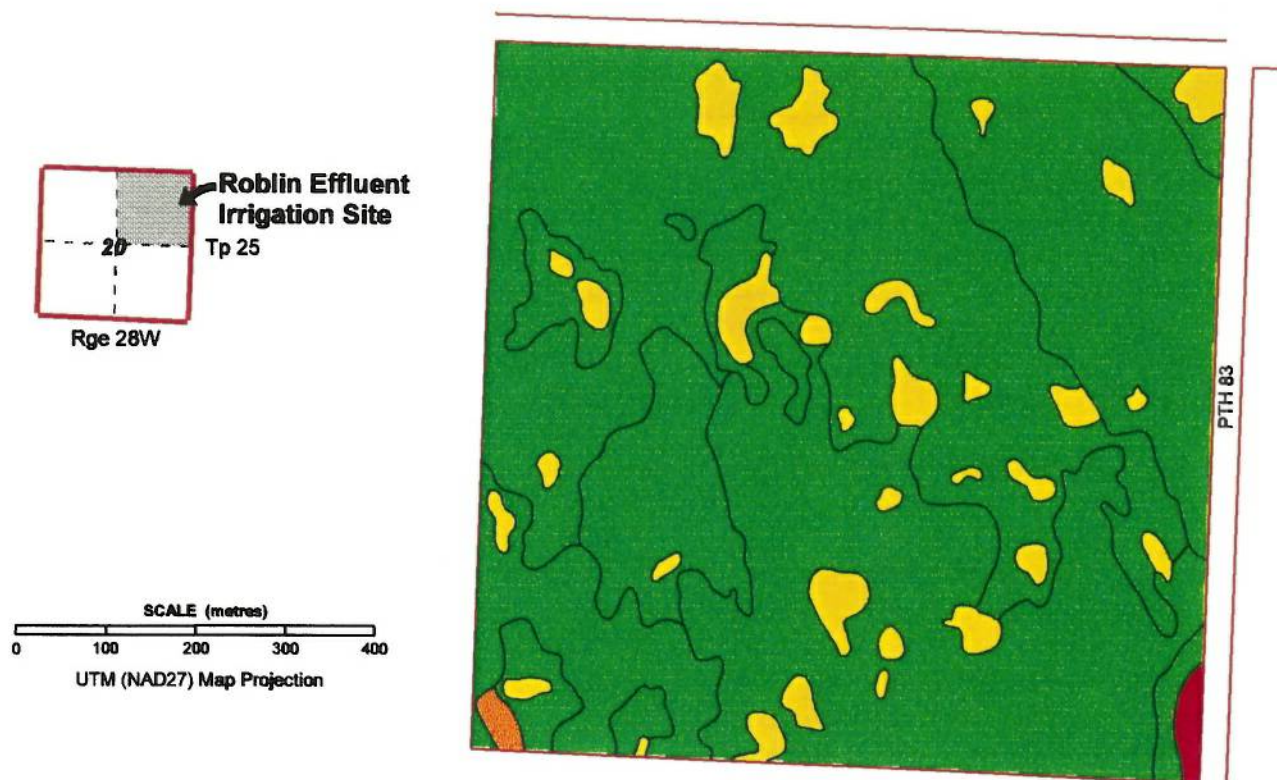 Roblin Effluent
Irrigation Site
20
Tp 25
Rge 28W
PTH 83
SCALE (metres)
0 100 200 300 400
UTM (NAD27) Map Projection